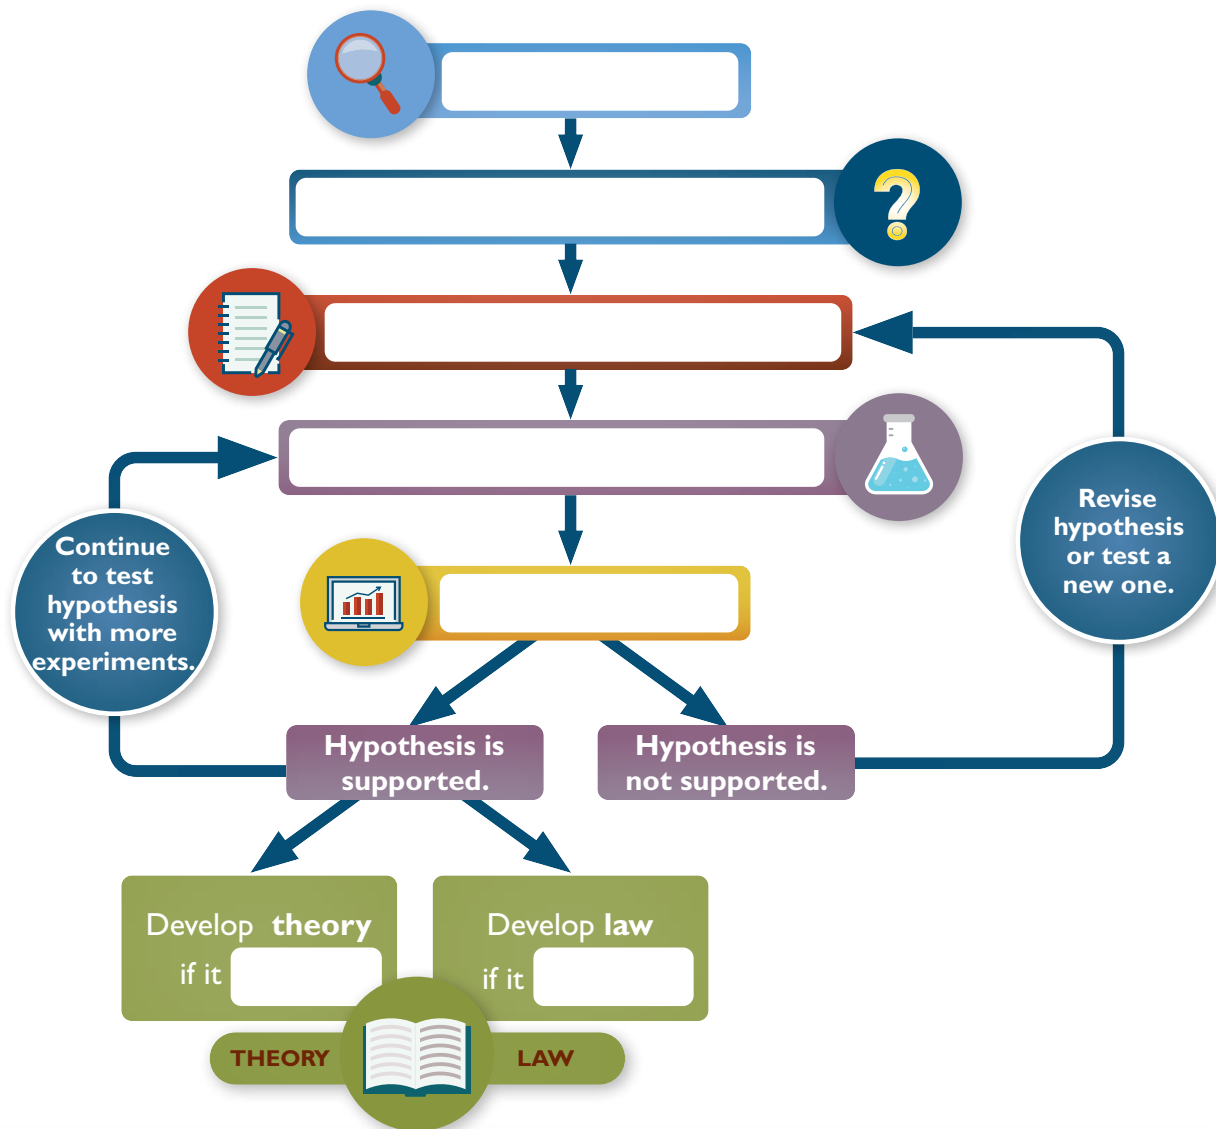 Revise
hypothesis
or test a
new one.
Continue
to test
hypothesis
with more
experiments.
Hypothesis is
supported.
Hypothesis is
not supported.
Develop theory
if it
Develop law
if it
THEORY
LAW